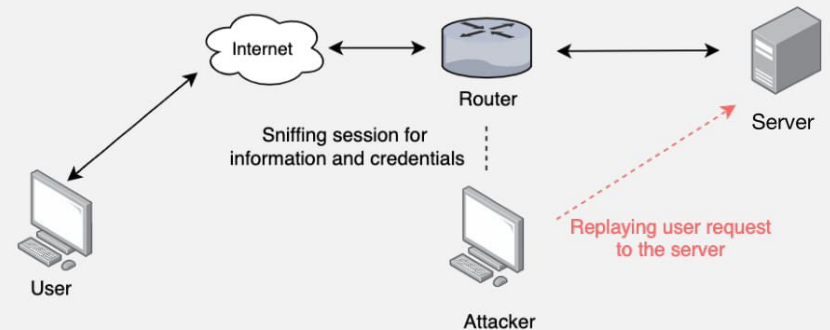 Internet
Router
Server
Sniffing session for
information and credentials
Replaying user request
to the server
User
Attacker